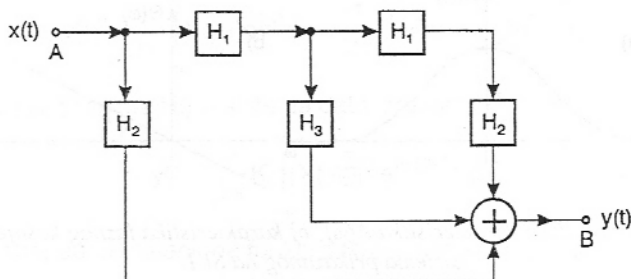 x(t) A H₁ H₁
H₂ H₃ H₂
+ y(t)
B